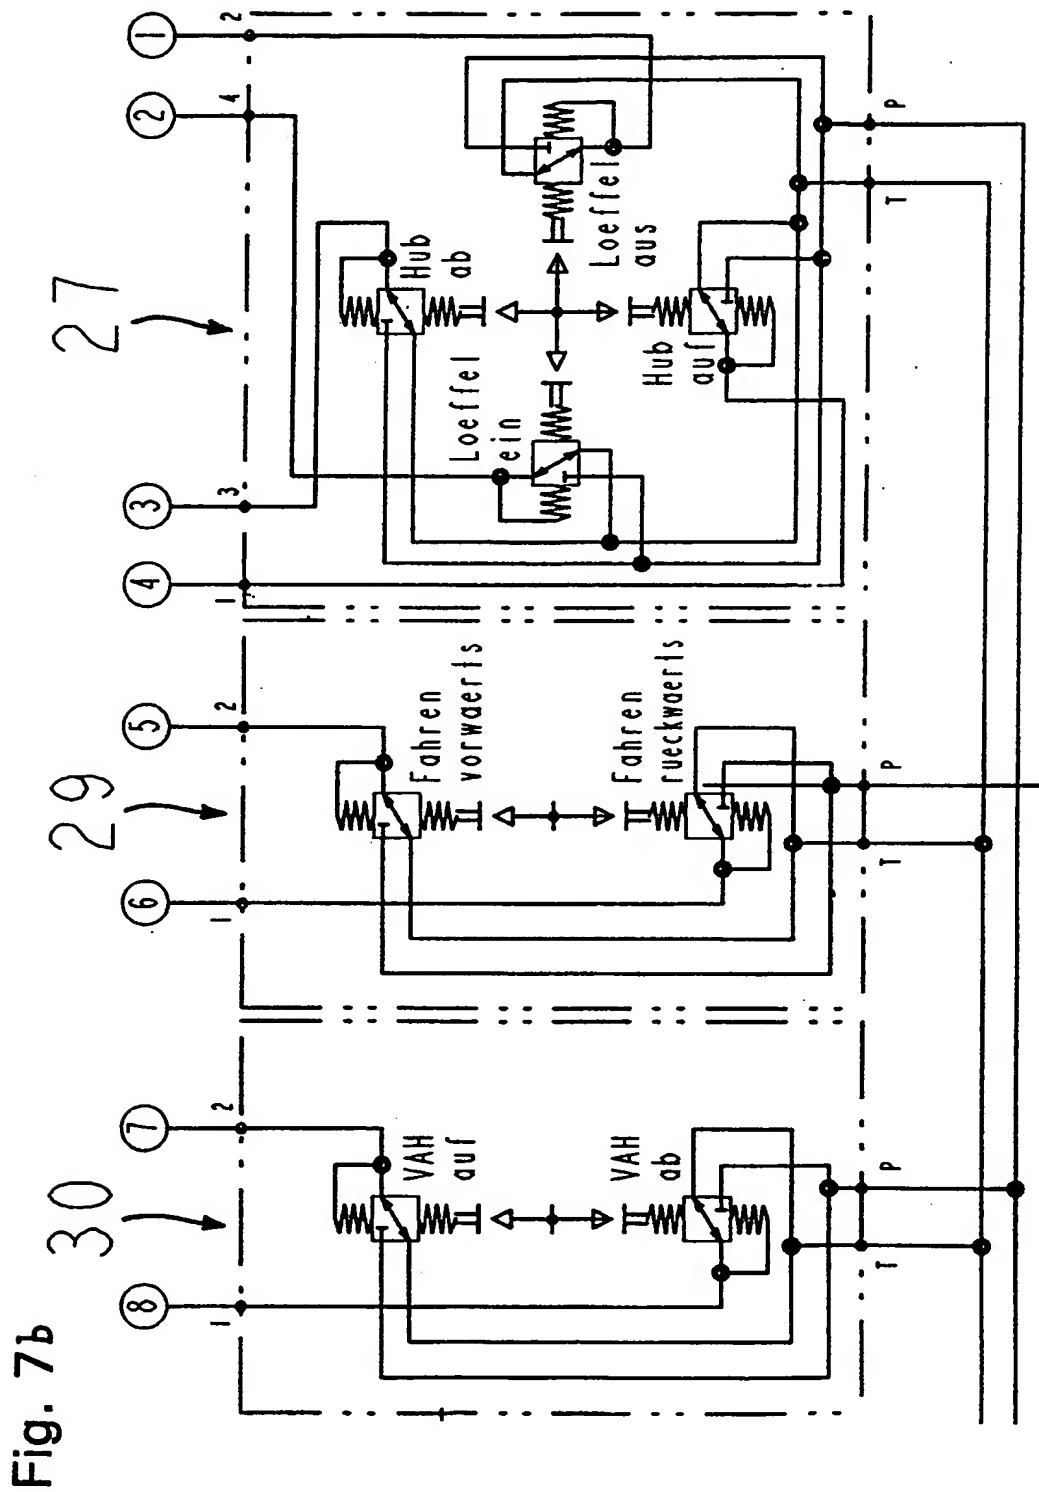 Fig. 7b
30
29
27
8
7
6
5
4
3
2
1
1
2
1
2
1
3
4
2
VAH
auf
VAH
ab
Fahren
vorwaerts
Fahren
rueckwaerts
Hub
ab
Loeffel
ein
Loeffel
aus
Hub
auf
T
P
T
P
T
P